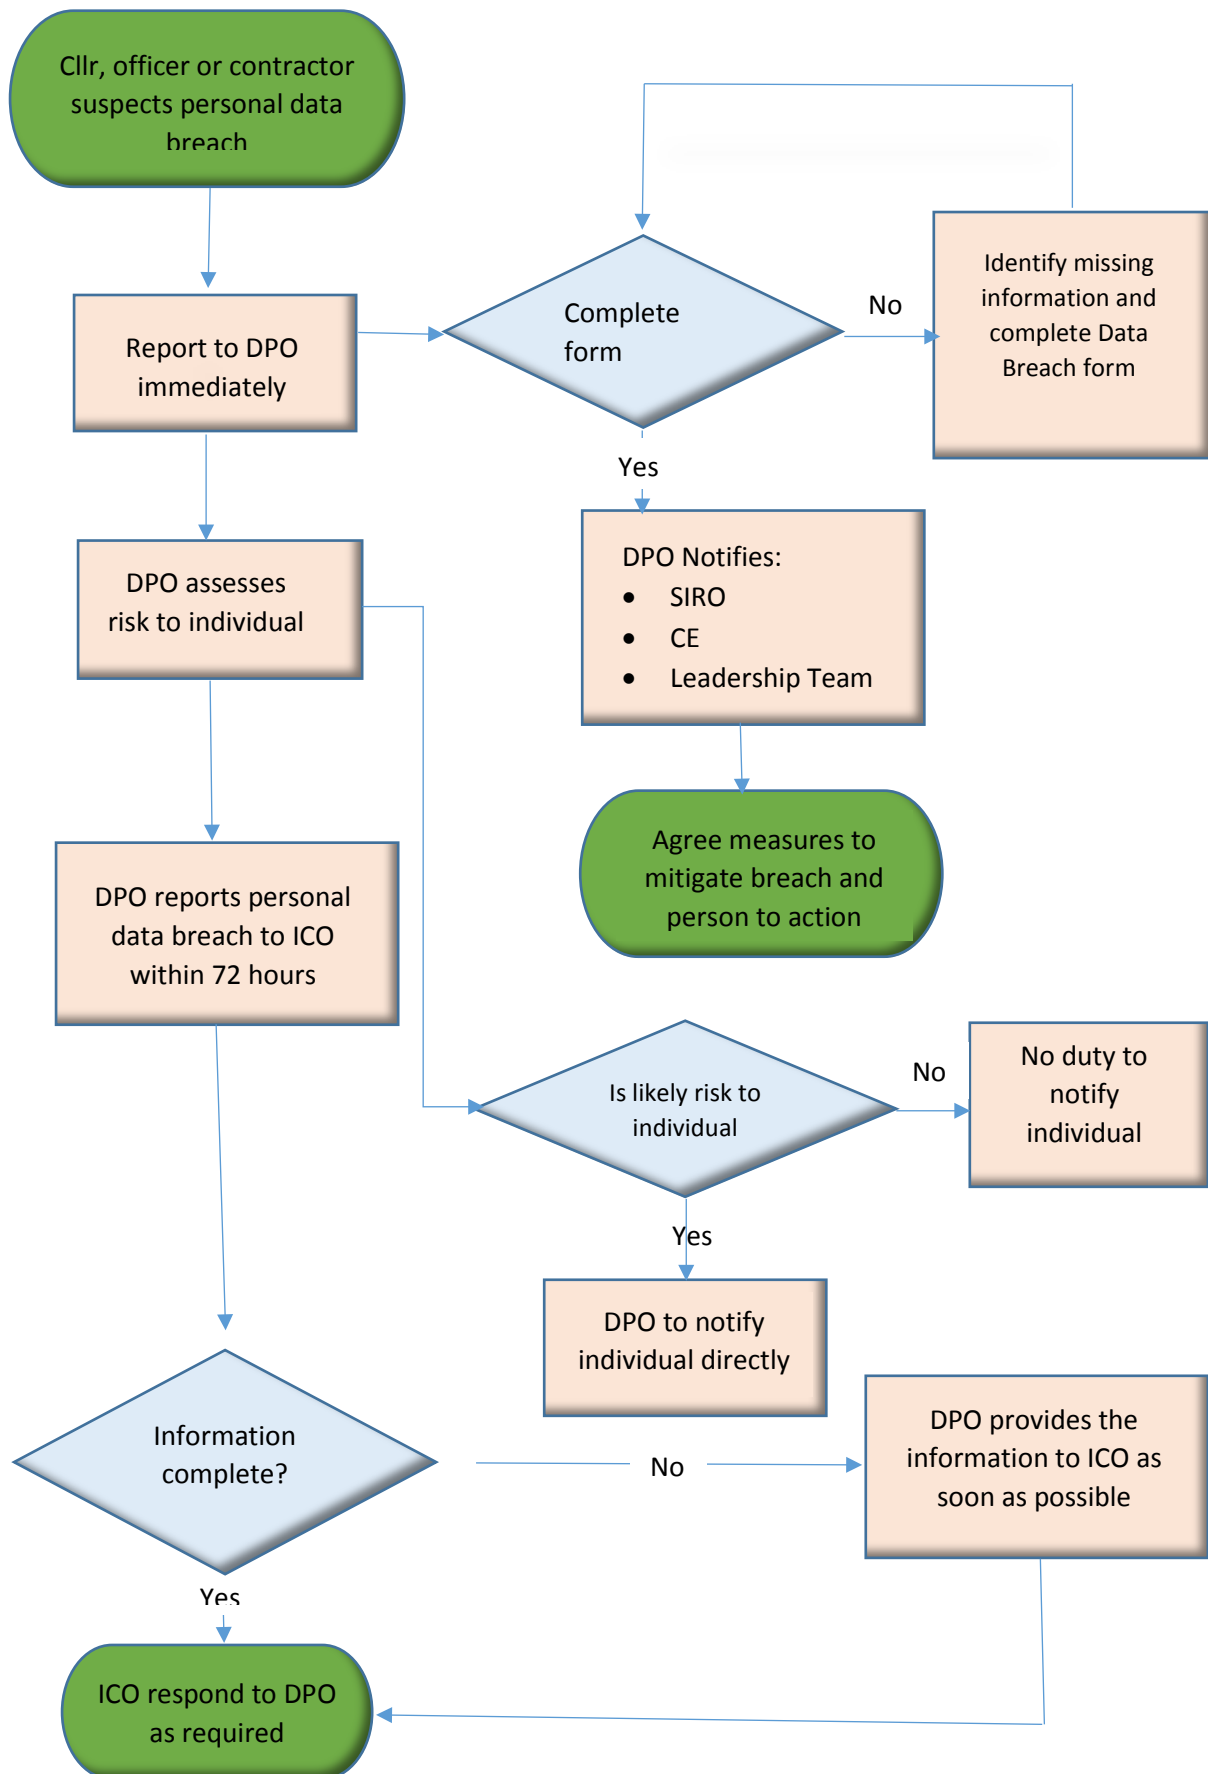 Cllr, officer or contractor
suspects personal data
breach
Report to DPO
immediately
Complete
form
No
Identify missing
information and
complete Data
Breach form
Yes
DPO Notifies:
• SIRO
• CE
• Leadership Team
Agree measures to
mitigate breach and
person to action
DPO assesses
risk to individual
DPO reports personal
data breach to ICO
within 72 hours
Is likely risk to
individual
No
No duty to
notify
individual
Yes
DPO to notify
individual directly
Information
complete?
No
DPO provides the
information to ICO as
soon as possible
Yes
ICO respond to DPO
as required